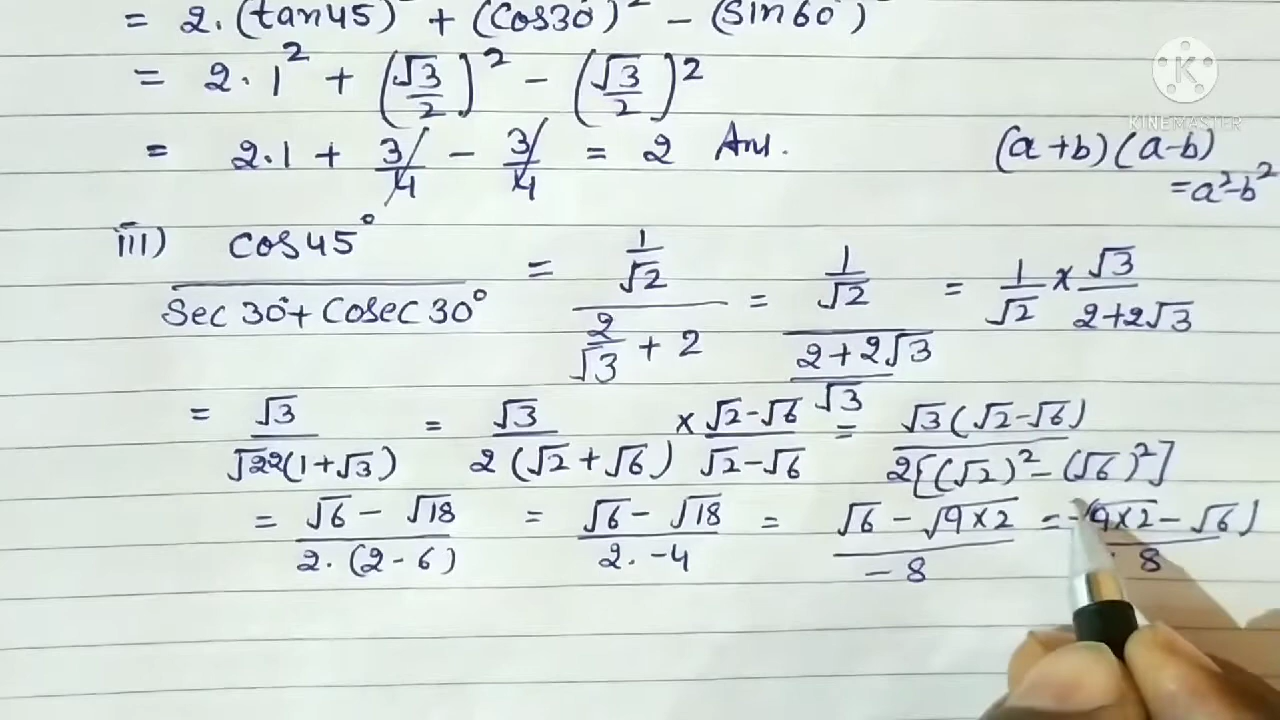 = 2. (tan45)² + (Cos30°)² - (Sin60°)²
= 2. 1² + (√3/2)² - (√3/2)²
= 2.1 + 3/4 - 3/4 = 2 Ans.
(a+b)(a-b)
=a²-b²
iii) Cos45° / Sec30°+Cosec30° = 1/√2 / 2/√3 + 2 = 1/√2 / 2+2√3/√3 = 1/√2 × √3/2+2√3
= √3 / √2 2(1+√3) = √3 / 2(√2+√6) × √2-√6 / √2-√6 = √3(√2-√6) / 2[(√2)²-(√6)²]
= √6-√18 / 2.(2-6) = √6-√18 / 2.-4 = √6-√9×2 / -8 = √9×2-√6) / 8
K
KINEMASTER